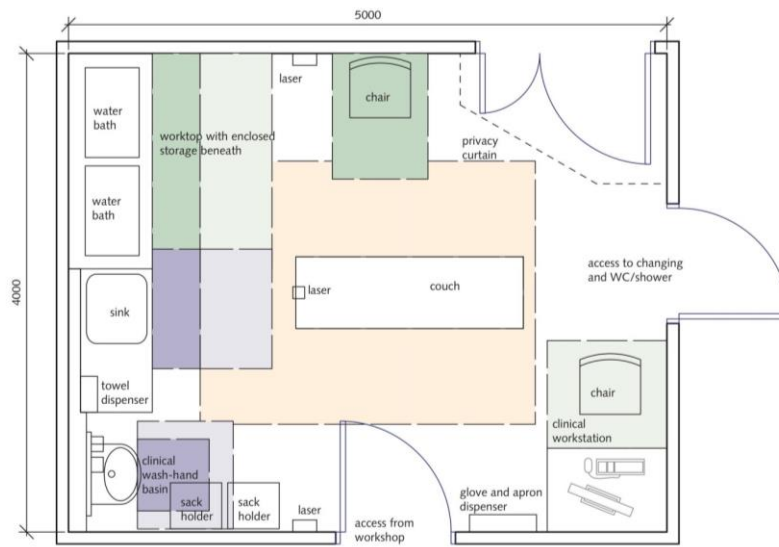 5000
4000
water
bath
water
bath
worktop with enclosed
storage beneath
laser
chair
privacy
curtain
access to changing
and WC/shower
sink
laser
couch
towel
dispenser
chair
clinical
workstation
clinical
wash-hand
basin
sack
holder
sack
holder
laser
access from
workshop
glove and apron
dispenser